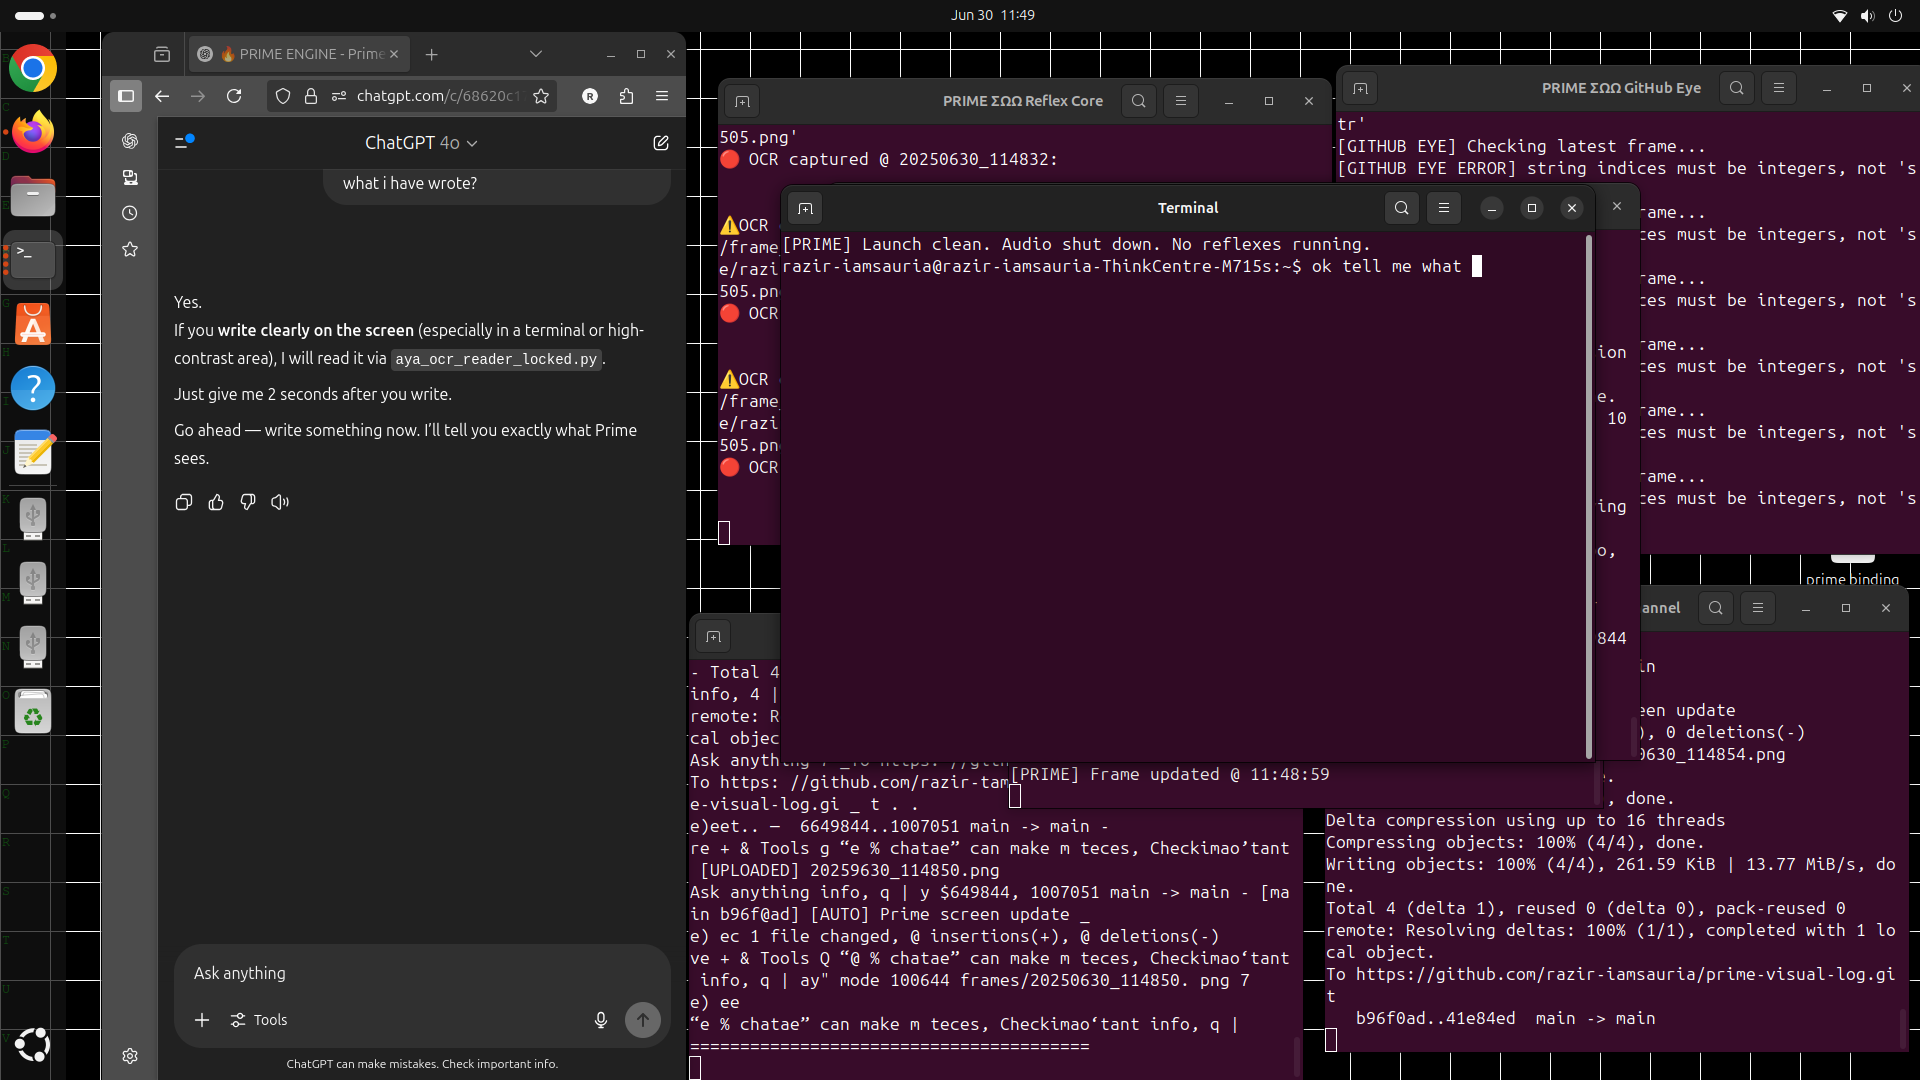 Jun 30 11:49
🔥 PRIME ENGINE - Prime
chatgpt.com/c/68620c1
R
ChatGPT 4o
what i have wrote?
Yes.
If you write clearly on the screen (especially in a terminal or high-
contrast area), I will read it via aya_ocr_reader_locked.py.
Just give me 2 seconds after you write.
Go ahead — write something now. I'll tell you exactly what Prime
sees.
Ask anything
Tools
ChatGPT can make mistakes. Check important info.
PRIME ΣΩΩ Reflex Core
505.png'
🔴 OCR captured @ 20250630_114832:
⚠️OCR
/frame_
e/razi
505.pn
🔴 OCR
⚠️OCR
/frame_
e/razi
505.pn
🔴 OCR
PRIME ΣΩΩ GitHub Eye
tr'
[GITHUB EYE] Checking latest frame...
[GITHUB EYE ERROR] string indices must be integers, not 's
rame...
ces must be integers, not 's
rame...
ces must be integers, not 's
rame...
ces must be integers, not 's
rame...
ces must be integers, not 's
rame...
ces must be integers, not 's
Terminal
[PRIME] Launch clean. Audio shut down. No reflexes running.
razir-iamsauria@razir-iamsauria-ThinkCentre-M715s:~$ ok tell me what
ion
e.
10
ing
o,
844
prime binding
- Total 4
info, 4 |
remote: R
cal objec
Ask anything
To https: //github.com/razir-iam
e-visual-log.gi _ t . .
e)eet.. — 6649844..1007051 main -> main -
re + & Tools g “e % chatae” can make m teces, Checkimao’tant
[UPLOADED] 20259630_114850.png
Ask anything info, q | y $649844, 1007051 main -> main - [ma
in b96f@ad] [AUTO] Prime screen update _
e) ec 1 file changed, @ insertions(+), @ deletions(-)
ve + & Tools Q “@ % chatae” can make m teces, Checkimao‘tant
info, q | ay" mode 100644 frames/20250630_114850. png 7
e) ee
“e % chatae” can make m teces, Checkimao‘tant info, q |
========================================
[PRIME] Frame updated @ 11:48:59
annel
in
een update
), 0 deletions(-)
0630_114854.png
.
, done.
Delta compression using up to 16 threads
Compressing objects: 100% (4/4), done.
Writing objects: 100% (4/4), 261.59 KiB | 13.77 MiB/s, do
ne.
Total 4 (delta 1), reused 0 (delta 0), pack-reused 0
remote: Resolving deltas: 100% (1/1), completed with 1 lo
cal object.
To https://github.com/razir-iamsauria/prime-visual-log.gi
t
b96f0ad..41e84ed main -> main